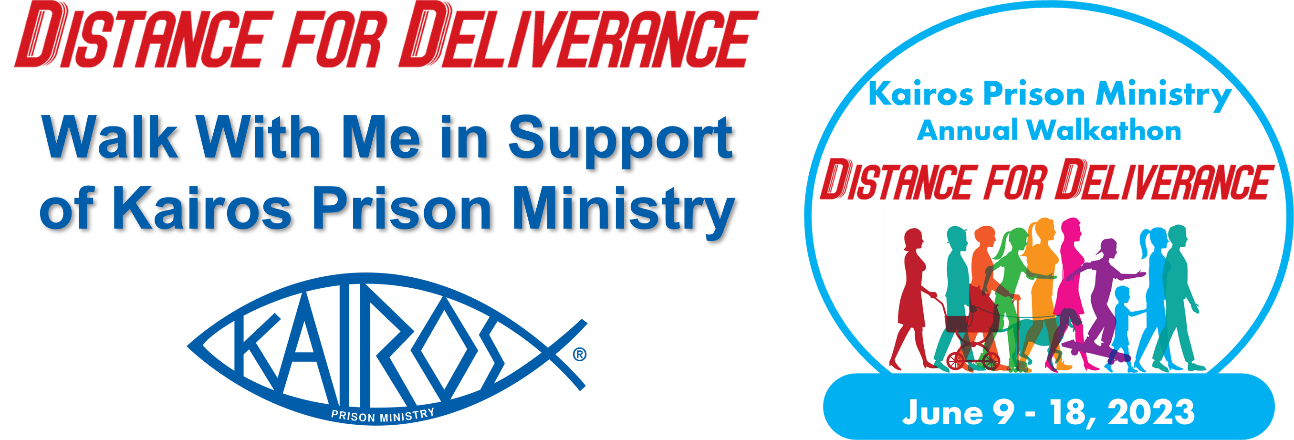 DISTANCE FOR DELIVERANCE
Walk With Me in Support
of Kairos Prison Ministry
KAIROS
®
PRISON MINISTRY
Kairos Prison Ministry
Annual Walkathon
DISTANCE FOR DELIVERANCE
June 9 - 18, 2023